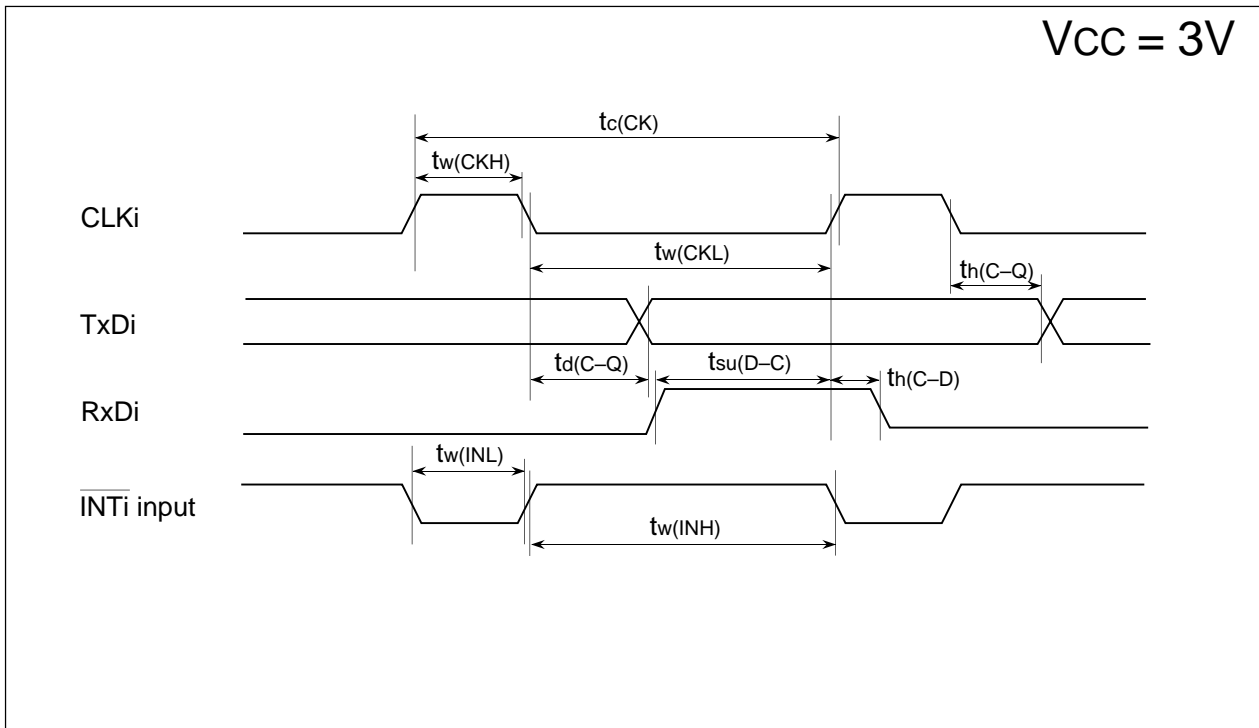 VCC = 3V
tc(CK)
tw(CKH)
CLKi
tw(CKL)
th(C–Q)
TxDi
td(C–Q)
tsu(D–C)
th(C–D)
RxDi
tw(INL)
INTi input
tw(INH)